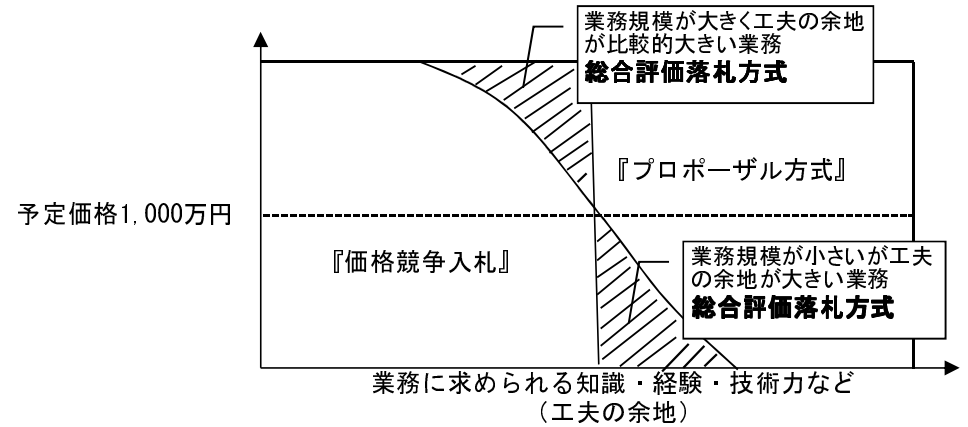 業務規模が大きく工夫の余地
が比較的大きい業務
総合評価落札方式
『プロポーザル方式』
予定価格1,000万円
『価格競争入札』
業務規模が小さいが工夫
の余地が大きい業務
総合評価落札方式
業務に求められる知識・経験・技術力など
（工夫の余地）